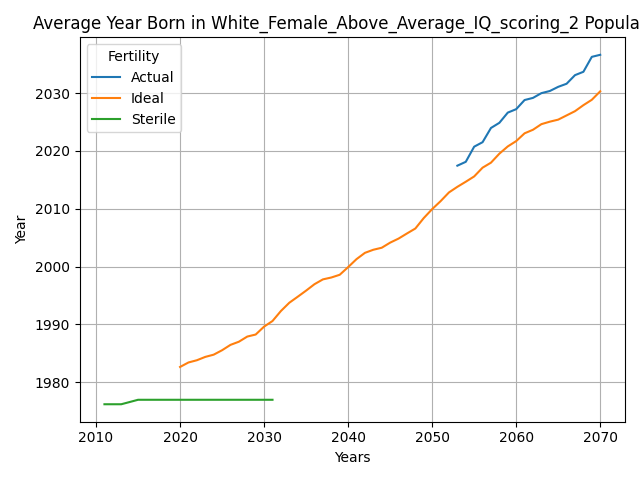 Average Year Born in White_Female_Above_Average_IQ_scoring_2 Popula
Fertility
Actual
Ideal
Sterile
Year
2030
2020
2010
2000
1990
1980
2010 2020 2030 2040 2050 2060 2070
Years